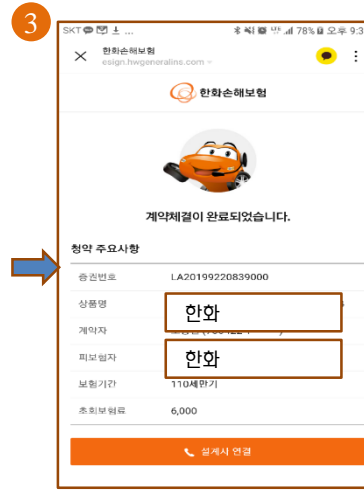 3
SKT ...
78% 오후 9:3
한화손해보험
esign.hwgeneralins.com
한화손해보험
계약체결이 완료되었습니다.
청약 주요사항
증권번호 LA20199220839000
상품명 한화
계약자
피보험자 한화
보험기간 110세만기
초회보험료 6,000
설계사 연결